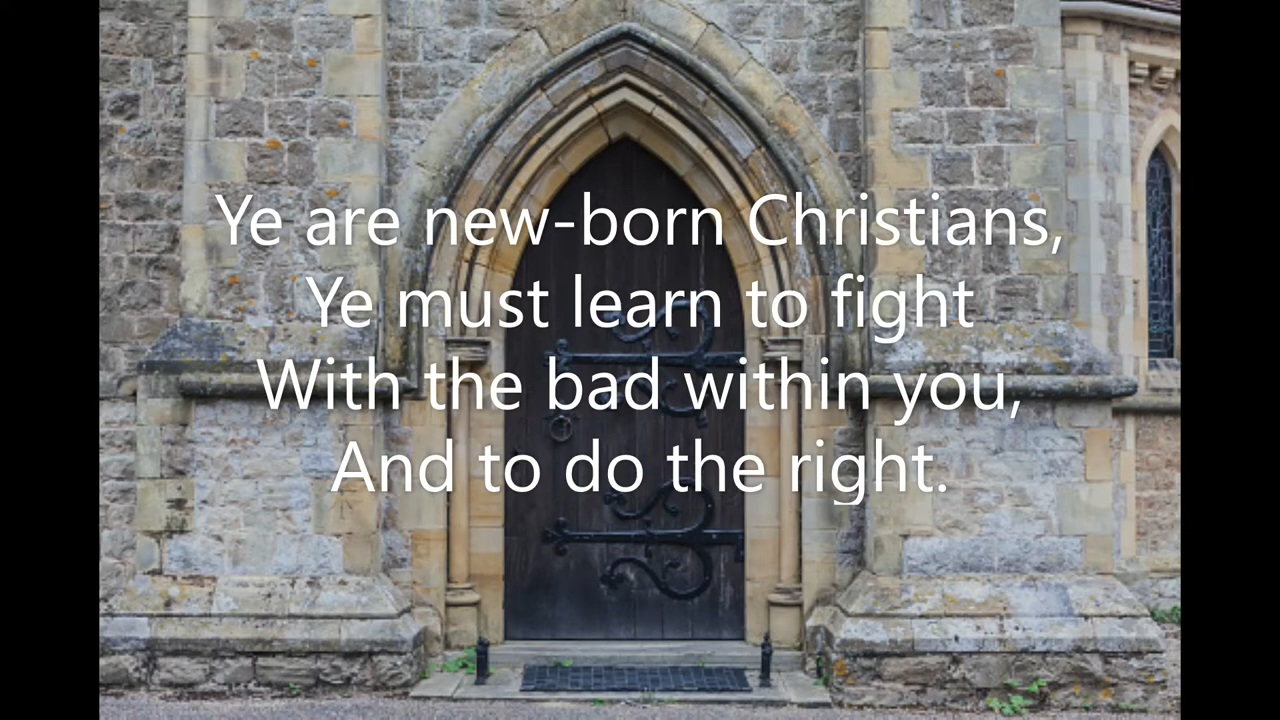 Ye are new-born Christians,
Ye must learn to fight
With the bad within you,
And to do the right.